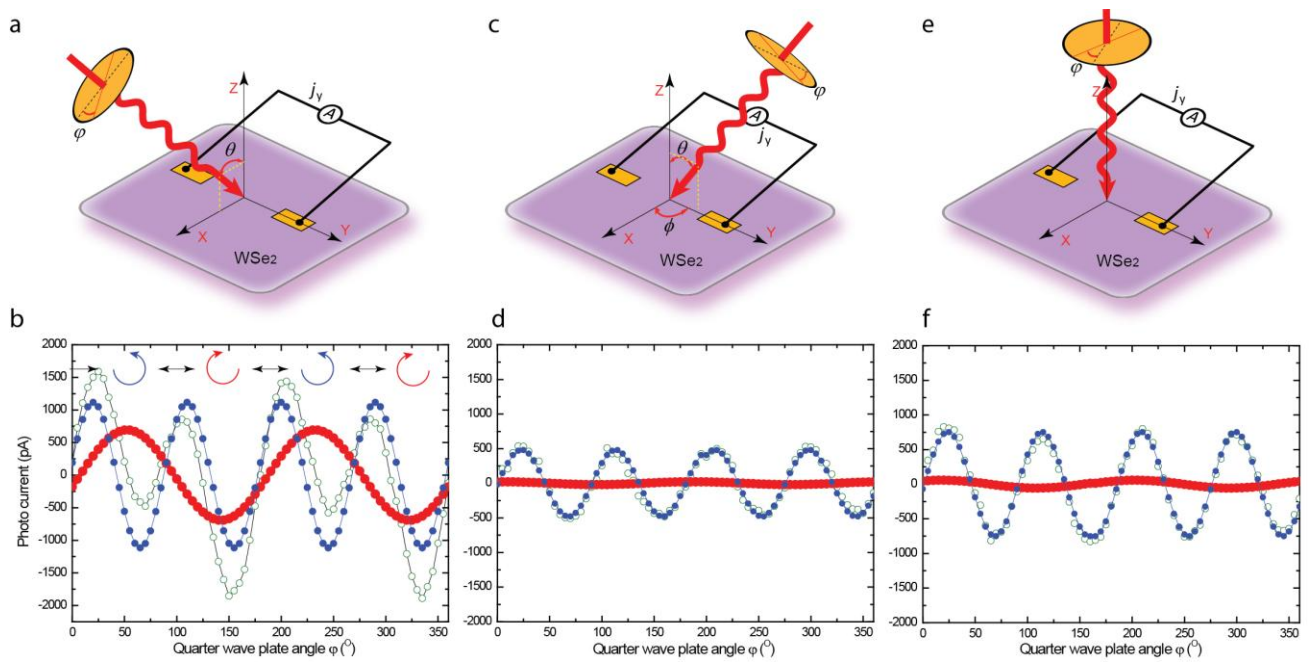 a
Z
φ
θ
j_y
A
X
Y
WSe₂
c
Z
φ
θ
A
j_y
X
ϕ
Y
WSe₂
e
φ
Z
j_y
A
X
Y
WSe₂
b
2000
1500
1000
500
0
-500
-1000
-1500
-2000
Photo current (pA)
0 50 100 150 200 250 300 350
Quarter wave plate angle φ (°)
d
2000
1500
1000
500
0
-500
-1000
-1500
-2000
0 50 100 150 200 250 300 350
Quarter wave plate angle φ (°)
f
2000
1500
1000
500
0
-500
-1000
-1500
-2000
0 50 100 150 200 250 300 350
Quarter wave plate angle φ (°)